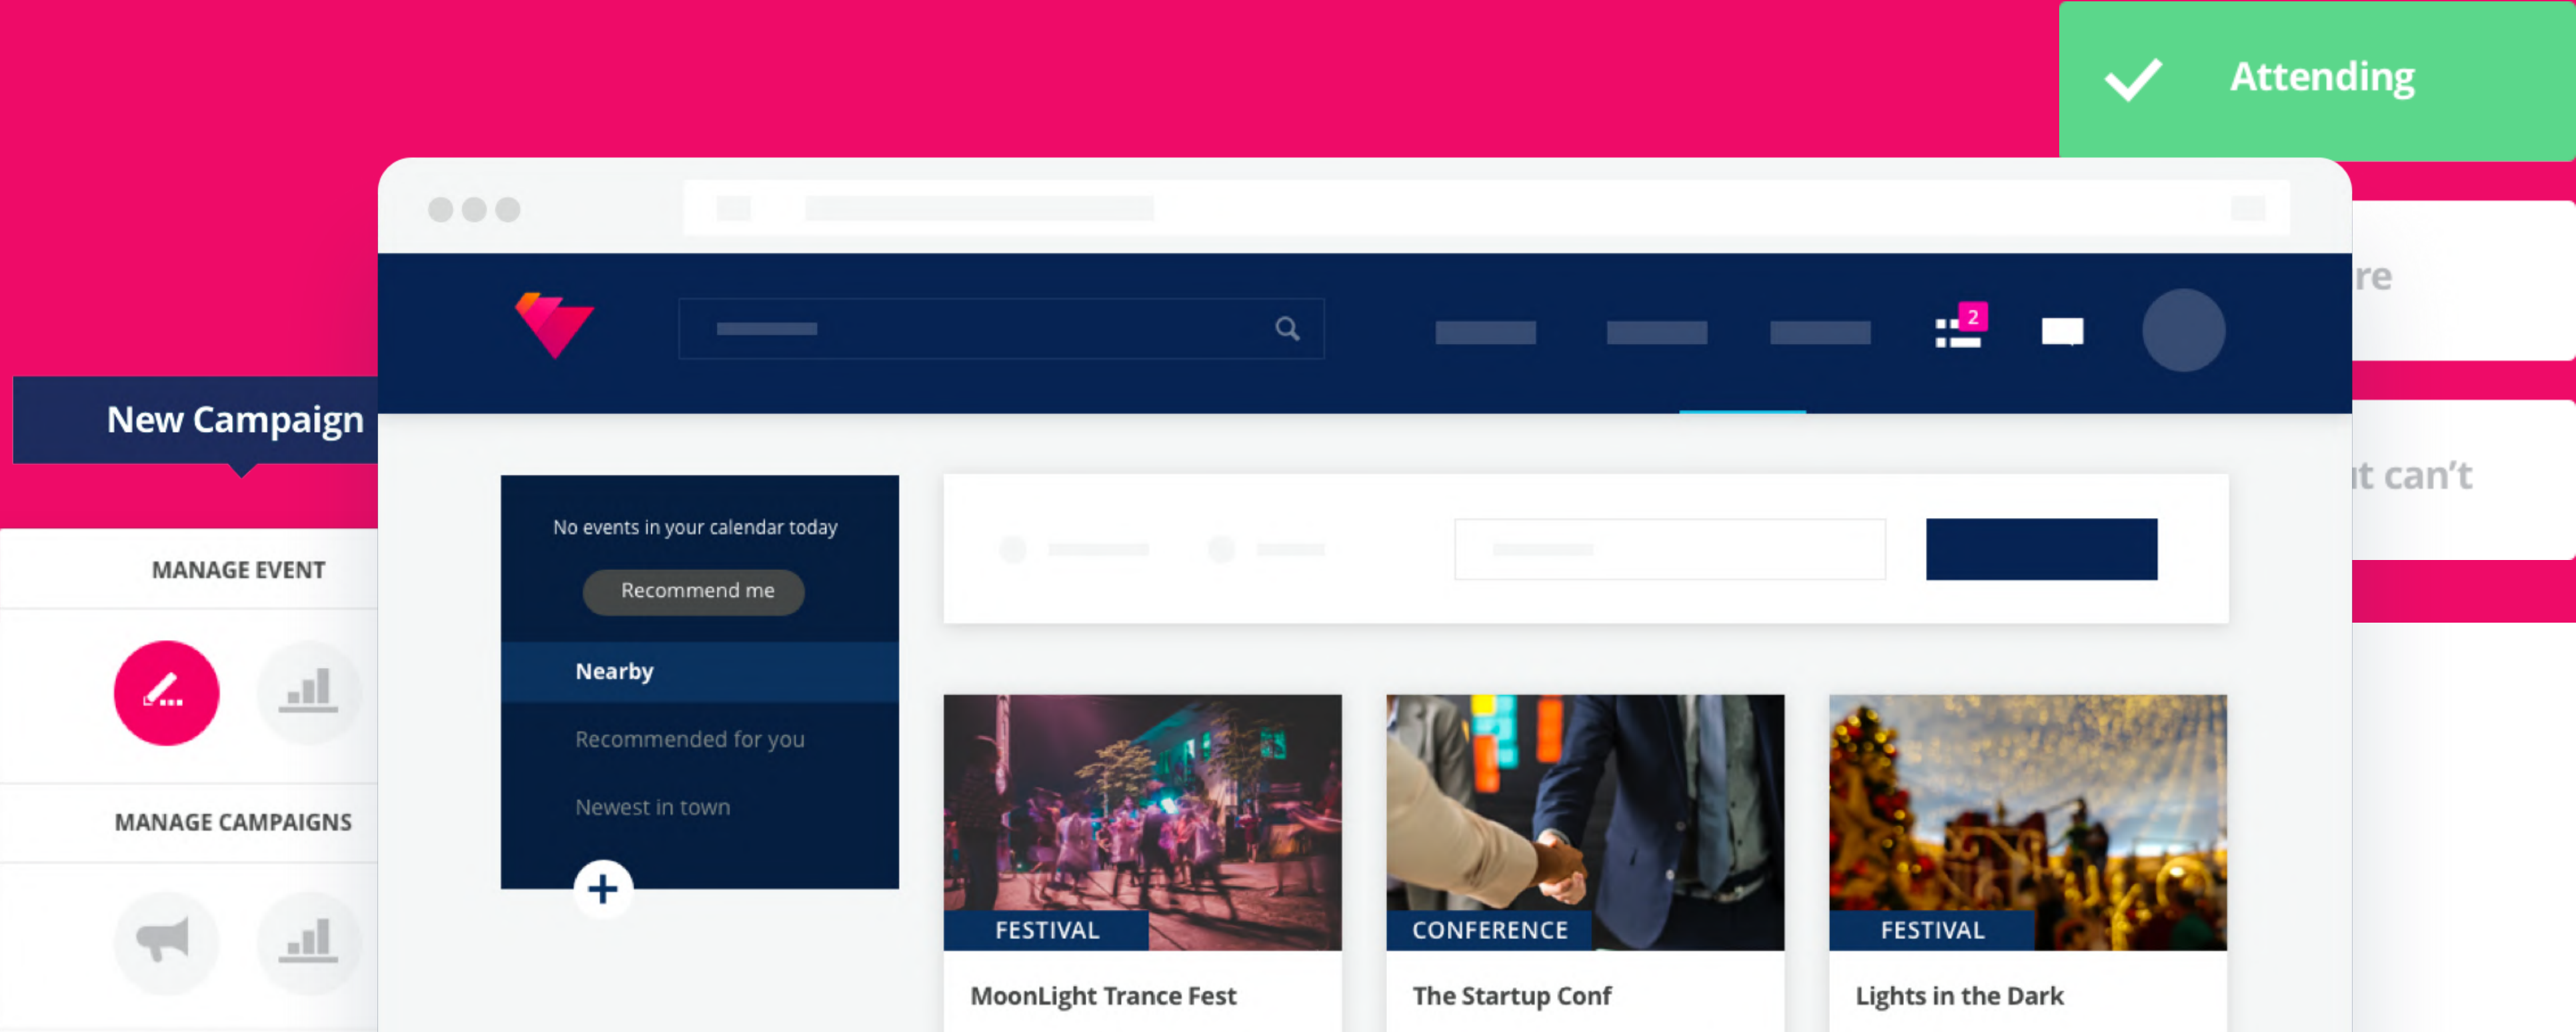 Attending
re
2
New Campaign
t can't
No events in your calendar today
MANAGE EVENT
Recommend me
Nearby
Recommended for you
Newest in town
MANAGE CAMPAIGNS
FESTIVAL
CONFERENCE
FESTIVAL
MoonLight Trance Fest
The Startup Conf
Lights in the Dark